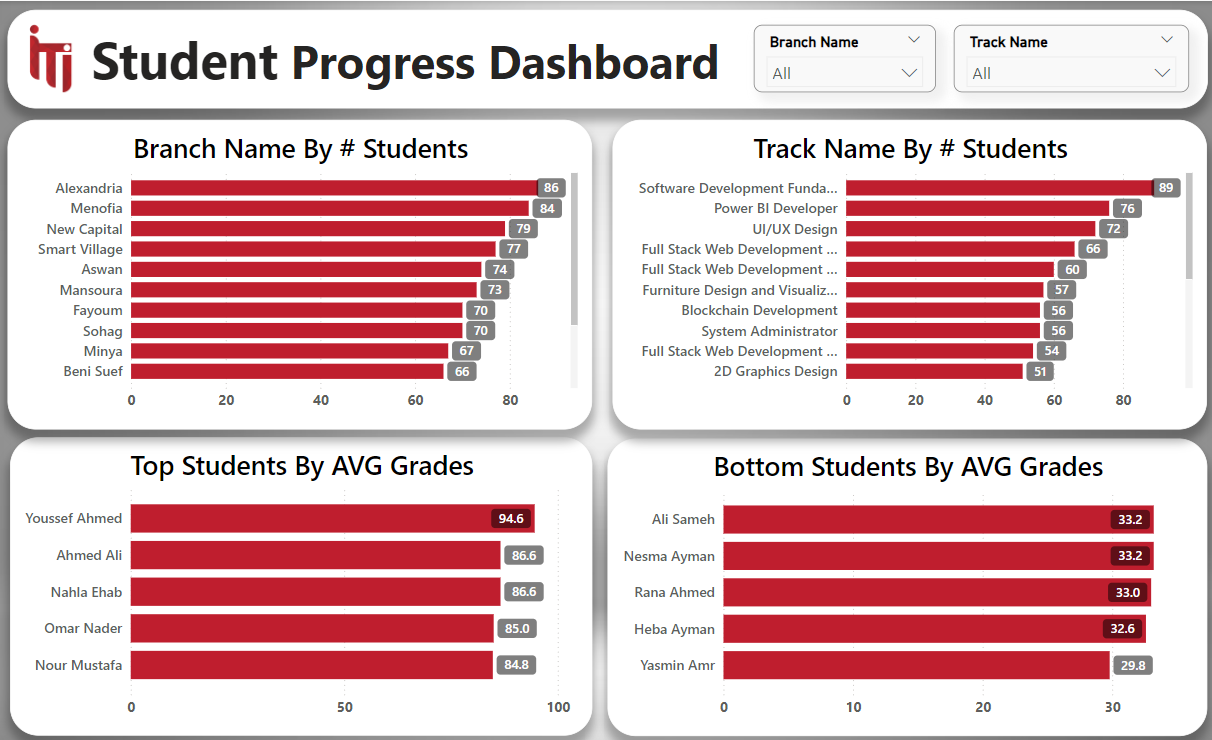 iTi
Student Progress Dashboard
Branch Name
All
Track Name
All
Branch Name By # Students
Alexandria 86
Menofia 84
New Capital 79
Smart Village 77
Aswan 74
Mansoura 73
Fayoum 70
Sohag 70
Minya 67
Beni Suef 66
0 20 40 60 80
Track Name By # Students
Software Development Funda... 89
Power BI Developer 76
UI/UX Design 72
Full Stack Web Development ... 66
Full Stack Web Development ... 60
Furniture Design and Visualiz... 57
Blockchain Development 56
System Administrator 56
Full Stack Web Development ... 54
2D Graphics Design 51
0 20 40 60 80
Top Students By AVG Grades
Youssef Ahmed 94.6
Ahmed Ali 86.6
Nahla Ehab 86.6
Omar Nader 85.0
Nour Mustafa 84.8
0 50 100
Bottom Students By AVG Grades
Ali Sameh 33.2
Nesma Ayman 33.2
Rana Ahmed 33.0
Heba Ayman 32.6
Yasmin Amr 29.8
0 10 20 30